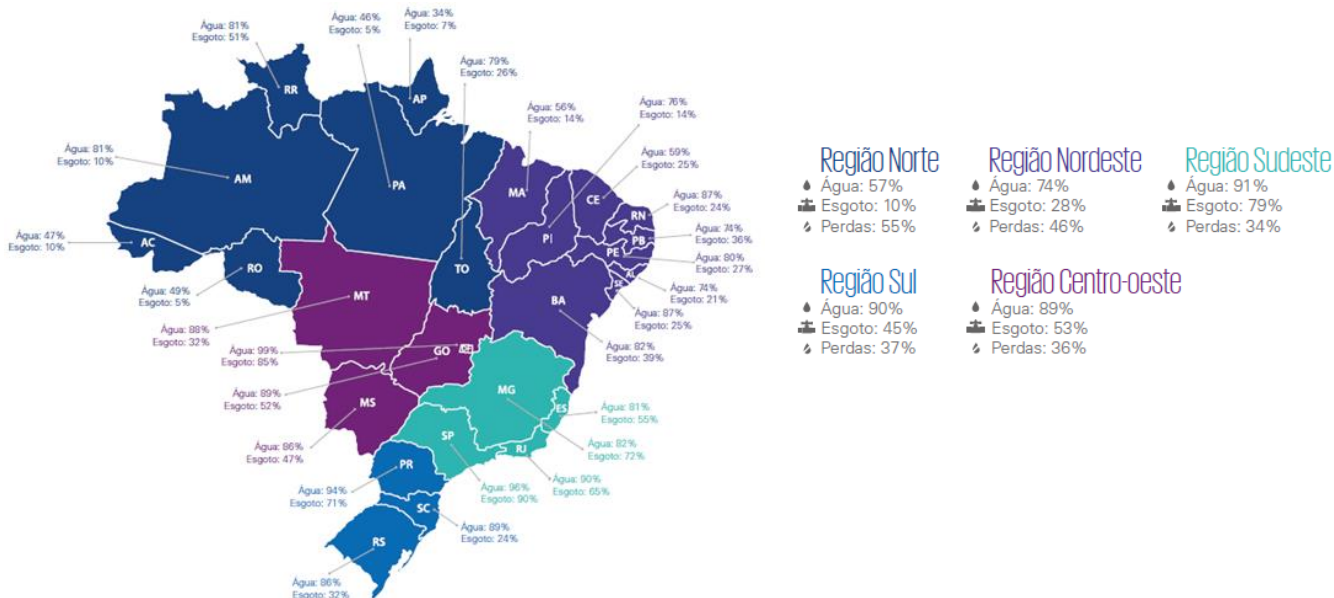 Água: 81%
Esgoto: 51%
Água: 46%
Esgoto: 5%
Água: 34%
Esgoto: 7%
Água: 79%
Esgoto: 26%
Água: 56%
Esgoto: 14%
Água: 76%
Esgoto: 14%
Água: 59%
Esgoto: 25%
Água: 87%
Esgoto: 24%
Água: 74%
Esgoto: 36%
Água: 80%
Esgoto: 27%
Água: 74%
Esgoto: 21%
Água: 87%
Esgoto: 25%
Água: 82%
Esgoto: 39%
Água: 81%
Esgoto: 10%
Água: 47%
Esgoto: 10%
Água: 49%
Esgoto: 5%
Água: 88%
Esgoto: 32%
Água: 99%
Esgoto: 85%
Água: 89%
Esgoto: 52%
Água: 86%
Esgoto: 47%
Água: 81%
Esgoto: 55%
Água: 82%
Esgoto: 72%
Água: 90%
Esgoto: 65%
Água: 96%
Esgoto: 90%
Água: 94%
Esgoto: 71%
Água: 89%
Esgoto: 24%
Água: 86%
Esgoto: 32%
RR
AP
AM
PA
MA
CE
RN
PB
PE
PI
AL
SE
AC
RO
TO
BA
MT
GO
MS
MG
ES
SP
RJ
PR
SC
RS
Região Norte
Água: 57%
Esgoto: 10%
Perdas: 55%
Região Nordeste
Água: 74%
Esgoto: 28%
Perdas: 46%
Região Sudeste
Água: 91%
Esgoto: 79%
Perdas: 34%
Região Sul
Água: 90%
Esgoto: 45%
Perdas: 37%
Região Centro-oeste
Água: 89%
Esgoto: 53%
Perdas: 36%